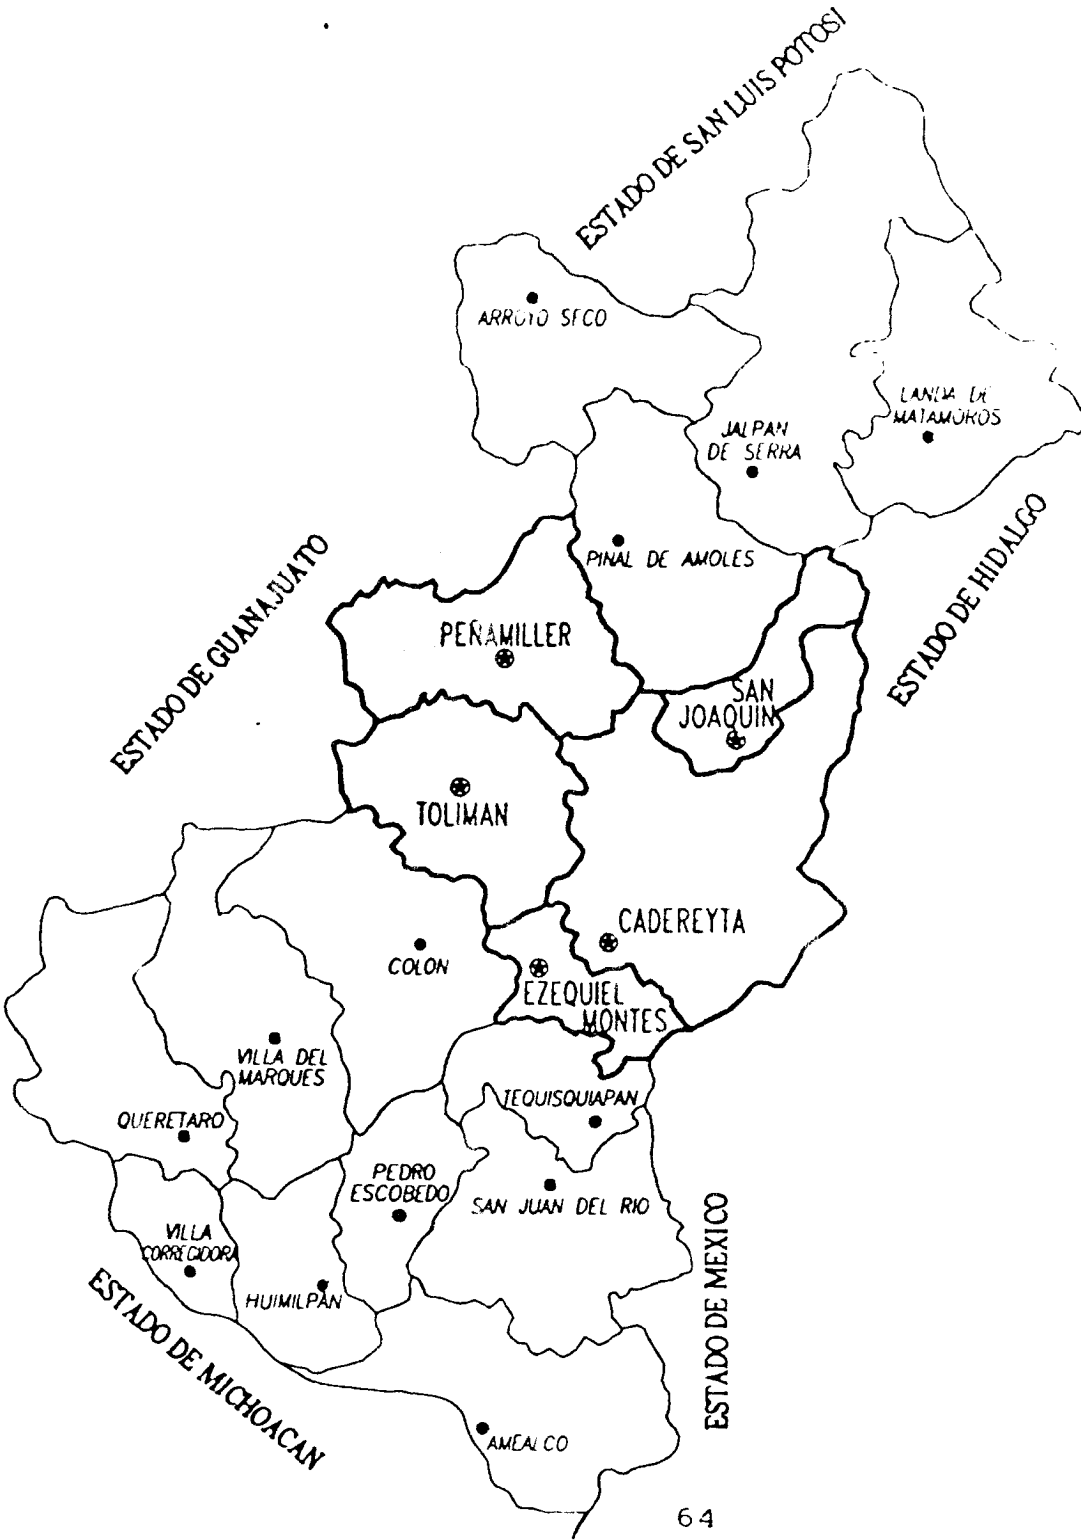 ESTADO DE SAN LUIS POTOSI
ARROYO SECO
LANDA DE
MATAMOROS
JALPAN
DE SERRA
ESTADO DE HIDALGO
ESTADO DE GUANAJUATO
PINAL DE AMOLES
PEÑAMILLER
SAN
JOAQUIN
TOLIMAN
CADEREYTA
COLON
EZEQUIEL
MONTES
VILLA DEL
MARQUES
TEQUISQUIAPAN
QUERETARO
PEDRO
ESCOBEDO
SAN JUAN DEL RIO
VILLA
CORREGIDORA
HUIMILPAN
ESTADO DE MEXICO
ESTADO DE MICHOACAN
AMEALCO
64